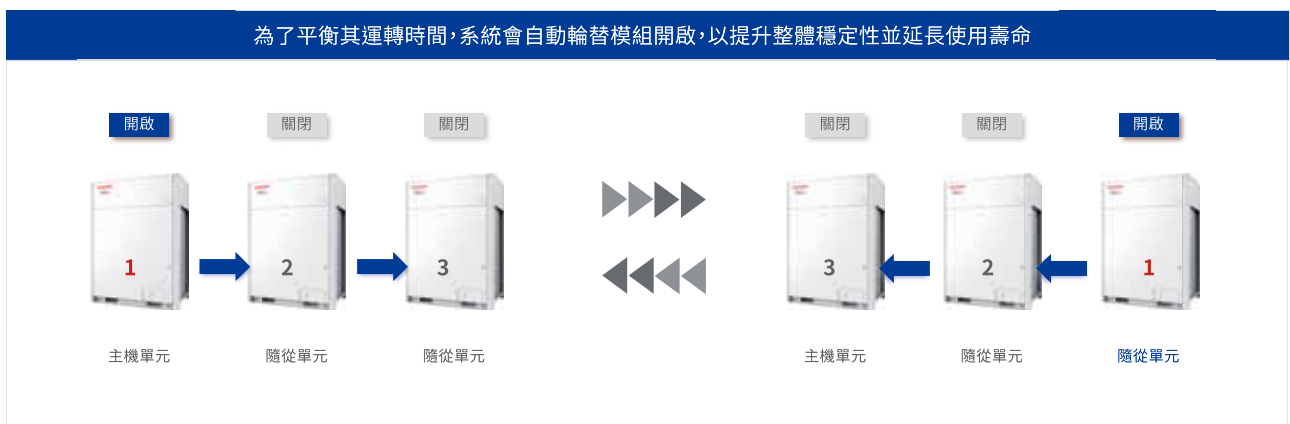 為了平衡其運轉時間，系統會自動輪替模組開啟，以提升整體穩定性並延長使用壽命
開啟 關閉 關閉 關閉 關閉 開啟
1 2 3 3 2 1
主機單元 隨從單元 隨從單元 主機單元 隨從單元 隨從單元